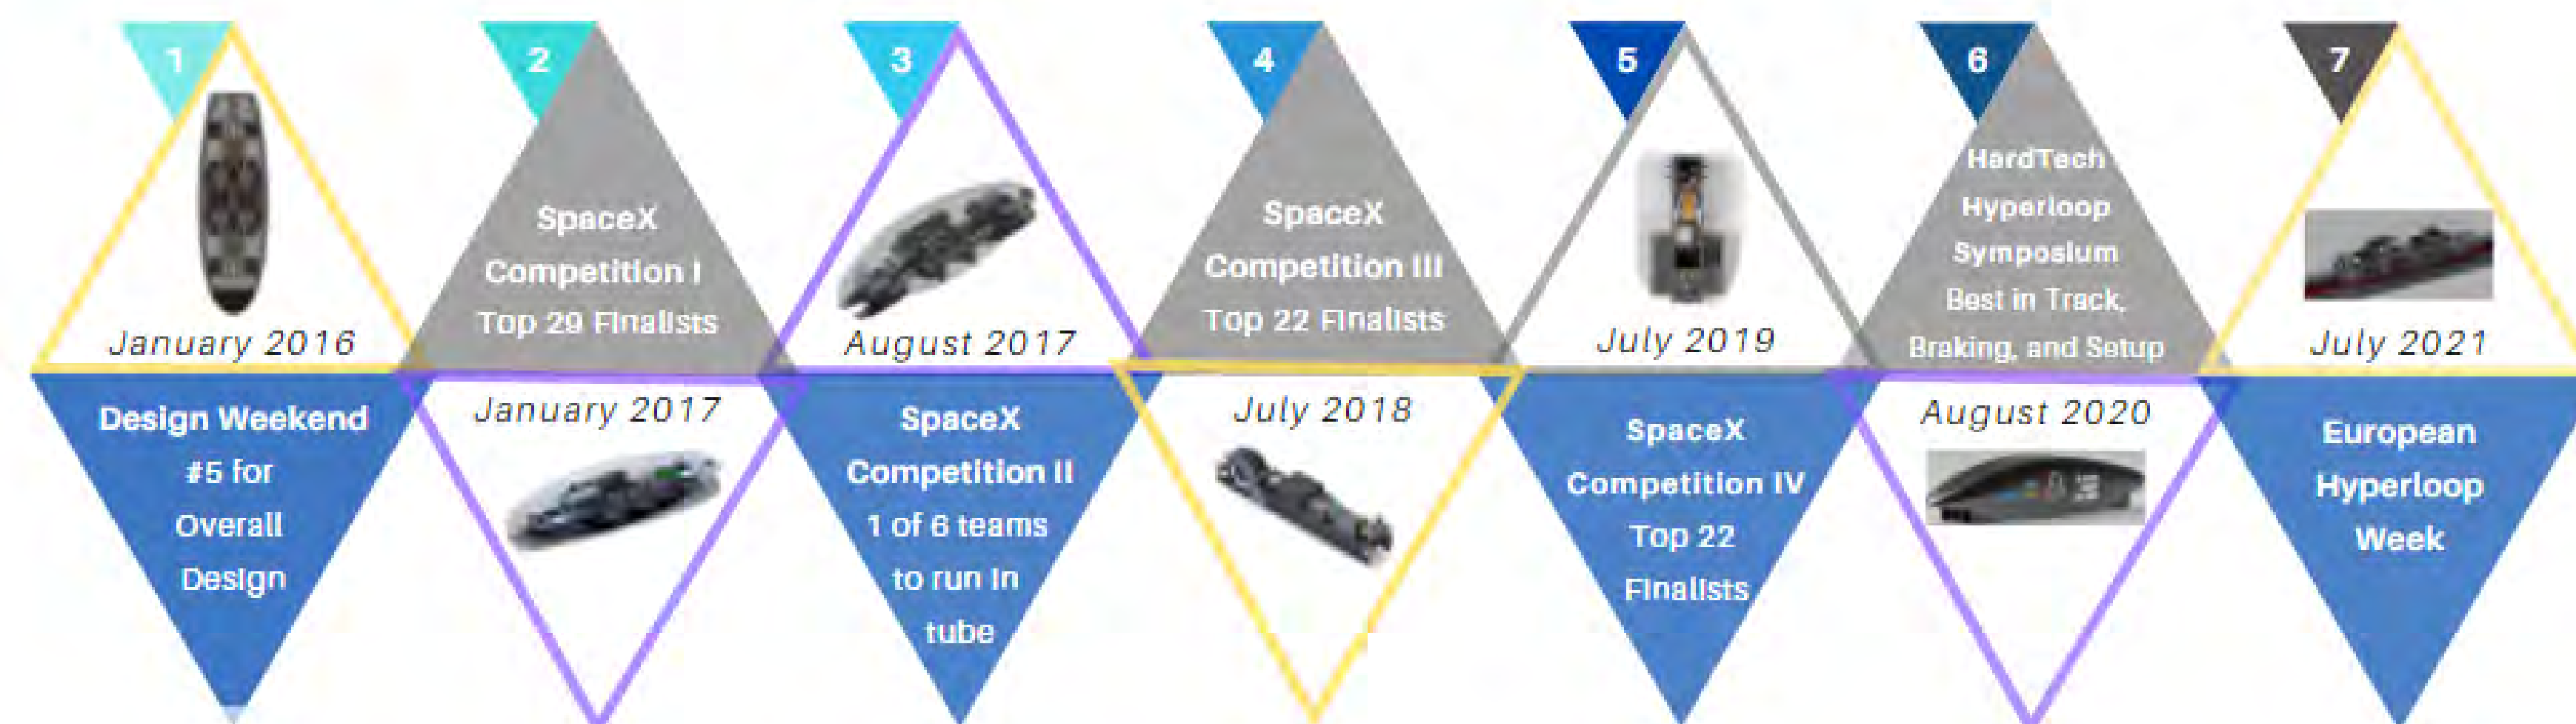 1
January 2016
Design Weekend
#5 for
Overall
Design
2
SpaceX
Competition I
Top 29 Finalists
January 2017
3
August 2017
SpaceX
Competition II
1 of 6 teams
to run in
tube
4
SpaceX
Competition III
Top 22 Finalists
July 2018
5
July 2019
SpaceX
Competition IV
Top 22
Finalists
6
HardTech
Hyperloop
Symposium
Best in Track,
Braking, and Setup
August 2020
7
July 2021
European
Hyperloop
Week